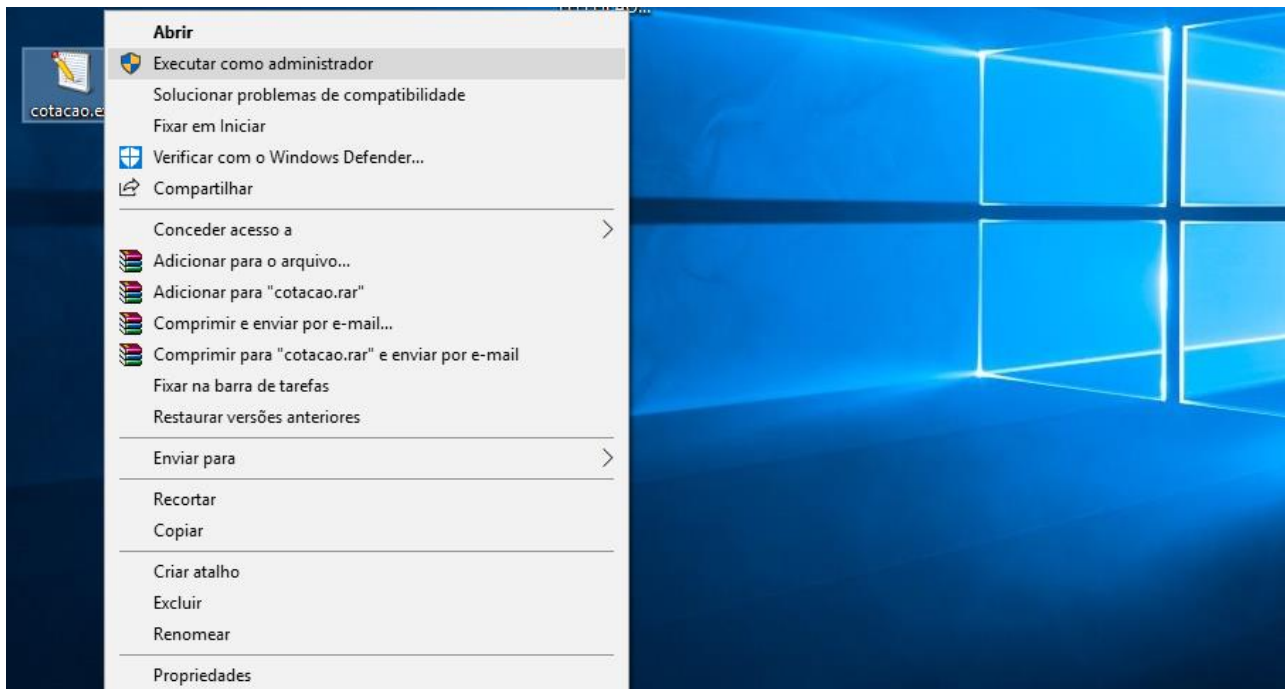 Abrir
cotacao.e
Executar como administrador
Solucionar problemas de compatibilidade
Fixar em Iniciar
Verificar com o Windows Defender...
Compartilhar
Conceder acesso a
Adicionar para o arquivo...
Adicionar para "cotacao.rar"
Comprimir e enviar por e-mail...
Comprimir para "cotacao.rar" e enviar por e-mail
Fixar na barra de tarefas
Restaurar versões anteriores
Enviar para
Recortar
Copiar
Criar atalho
Excluir
Renomear
Propriedades